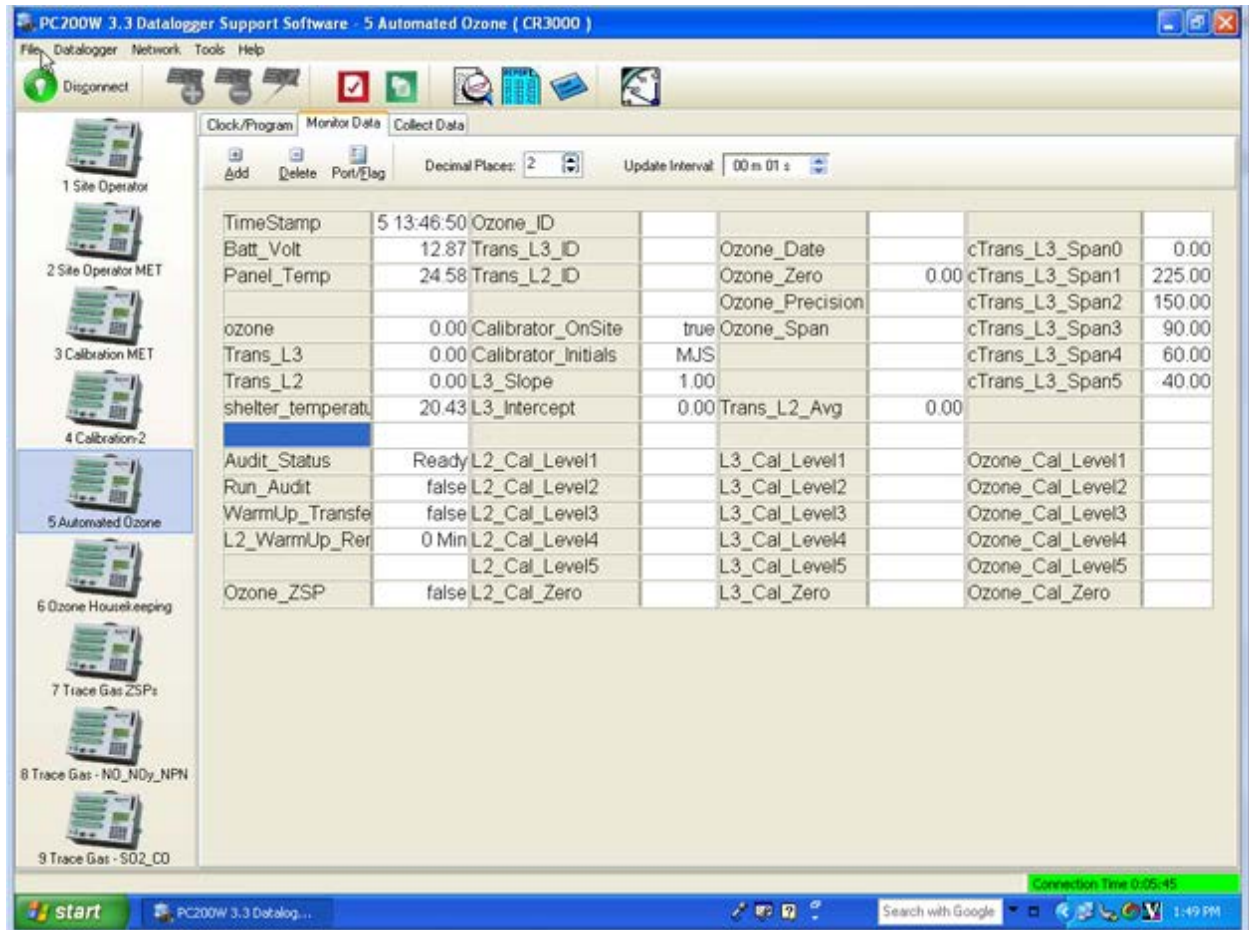 PC200W 3.3 Datalogger Support Software - 5 Automated Ozone ( CR3000 )
File Datalogger Network Tools Help
Disconnect
Clock/Program Monitor Data Collect Data
Add Delete Port/Flag Decimal Places: 2 Update Interval: 00 m 01 s
1 Site Operator
2 Site Operator MET
3 Calibration MET
4 Calibration-2
5 Automated Ozone
6 Ozone Housekeeping
7 Trace Gas ZSPs
8 Trace Gas - NO_NOy_NPN
9 Trace Gas - SO2_CO
TimeStamp 5 13:46:50 Ozone_ID
Batt_Volt 12.87 Trans_L3_ID Ozone_Date cTrans_L3_Span0 0.00
Panel_Temp 24.58 Trans_L2_ID Ozone_Zero 0.00 cTrans_L3_Span1 225.00
Ozone_Precision cTrans_L3_Span2 150.00
ozone 0.00 Calibrator_OnSite true Ozone_Span cTrans_L3_Span3 90.00
Trans_L3 0.00 Calibrator_Initials MJS cTrans_L3_Span4 60.00
Trans_L2 0.00 L3_Slope 1.00 cTrans_L3_Span5 40.00
shelter_temperatu 20.43 L3_Intercept 0.00 Trans_L2_Avg 0.00
Audit_Status Ready L2_Cal_Level1 L3_Cal_Level1 Ozone_Cal_Level1
Run_Audit false L2_Cal_Level2 L3_Cal_Level2 Ozone_Cal_Level2
WarmUp_Transfe false L2_Cal_Level3 L3_Cal_Level3 Ozone_Cal_Level3
L2_WarmUp_Rer 0 Min L2_Cal_Level4 L3_Cal_Level4 Ozone_Cal_Level4
L2_Cal_Level5 L3_Cal_Level5 Ozone_Cal_Level5
Ozone_ZSP false L2_Cal_Zero L3_Cal_Zero Ozone_Cal_Zero
Connection Time 0:05:45
start PC200W 3.3 Datalog... Search with Google 1:49 PM